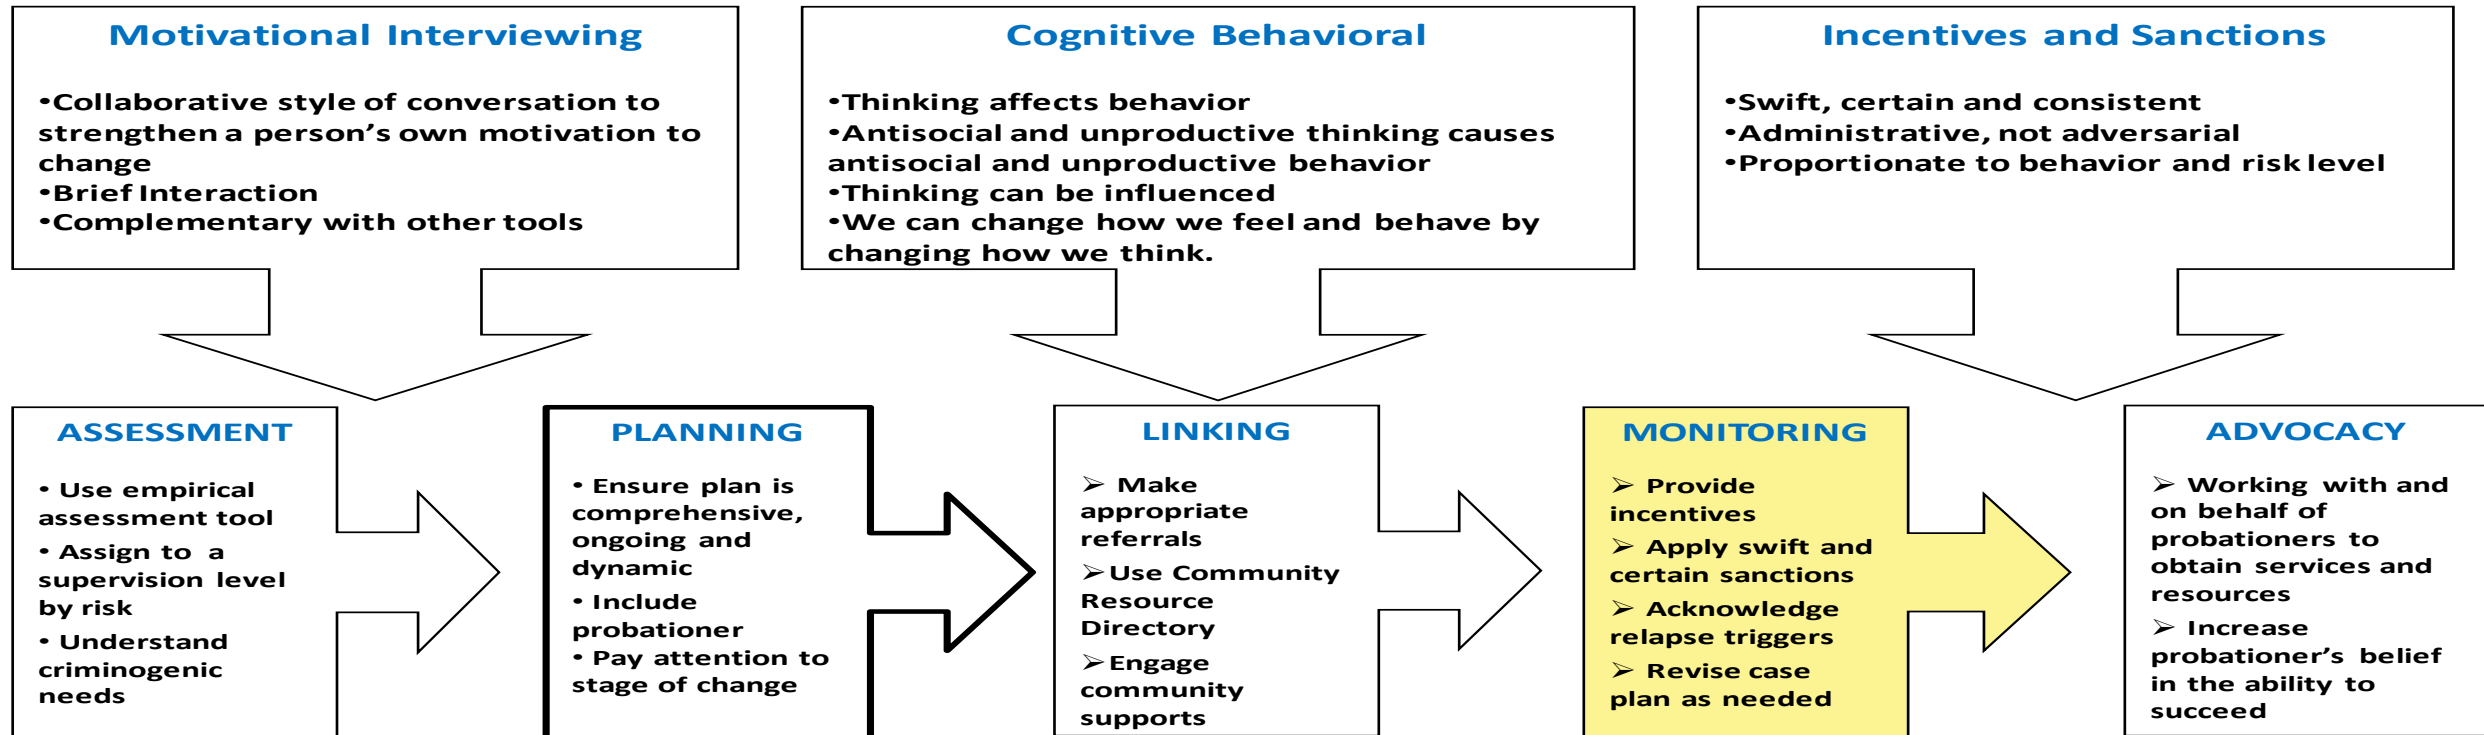 Motivational Interviewing
•Collaborative style of conversation to
strengthen a person's own motivation to
change
•Brief Interaction
•Complementary with other tools
Cognitive Behavioral
•Thinking affects behavior
•Antisocial and unproductive thinking causes
antisocial and unproductive behavior
•Thinking can be influenced
•We can change how we feel and behave by
changing how we think.
Incentives and Sanctions
•Swift, certain and consistent
•Administrative, not adversarial
•Proportionate to behavior and risk level
ASSESSMENT
• Use empirical
assessment tool
• Assign to a
supervision level
by risk
• Understand
criminogenic
needs
PLANNING
• Ensure plan is
comprehensive,
ongoing and
dynamic
• Include
probationer
• Pay attention to
stage of change
LINKING
➢ Make
appropriate
referrals
➢Use Community
Resource
Directory
➢Engage
community
supports
MONITORING
➢ Provide
incentives
➢ Apply swift and
certain sanctions
➢ Acknowledge
relapse triggers
➢ Revise case
plan as needed
ADVOCACY
➢ Working with and
on behalf of
probationers to
obtain services and
resources
➢ Increase
probationer's belief
in the ability to
succeed